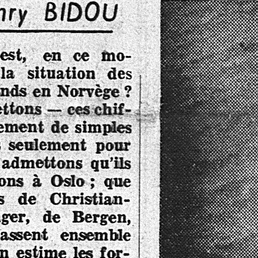 nry BIDOU
est, en ce mo-
la situation des
nds en Norvège ?
ettons — ces chif-
ement de simples
seulement pour
'admettons qu'ils
ons à Oslo ; que
s de Christian-
ger, de Bergen,
assent ensemble
n estime les for-